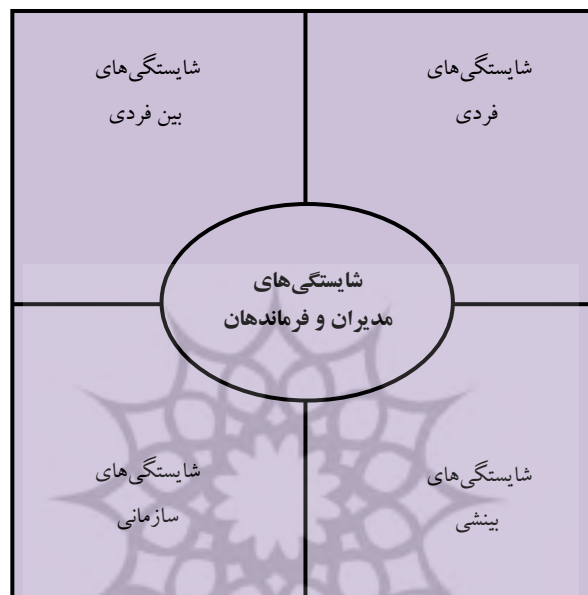 شایستگی‌های
فردی
شایستگی‌های
بین فردی
شایستگی‌های
مدیران و فرماندهان
شایستگی‌های
بینشی
شایستگی‌های
سازمانی